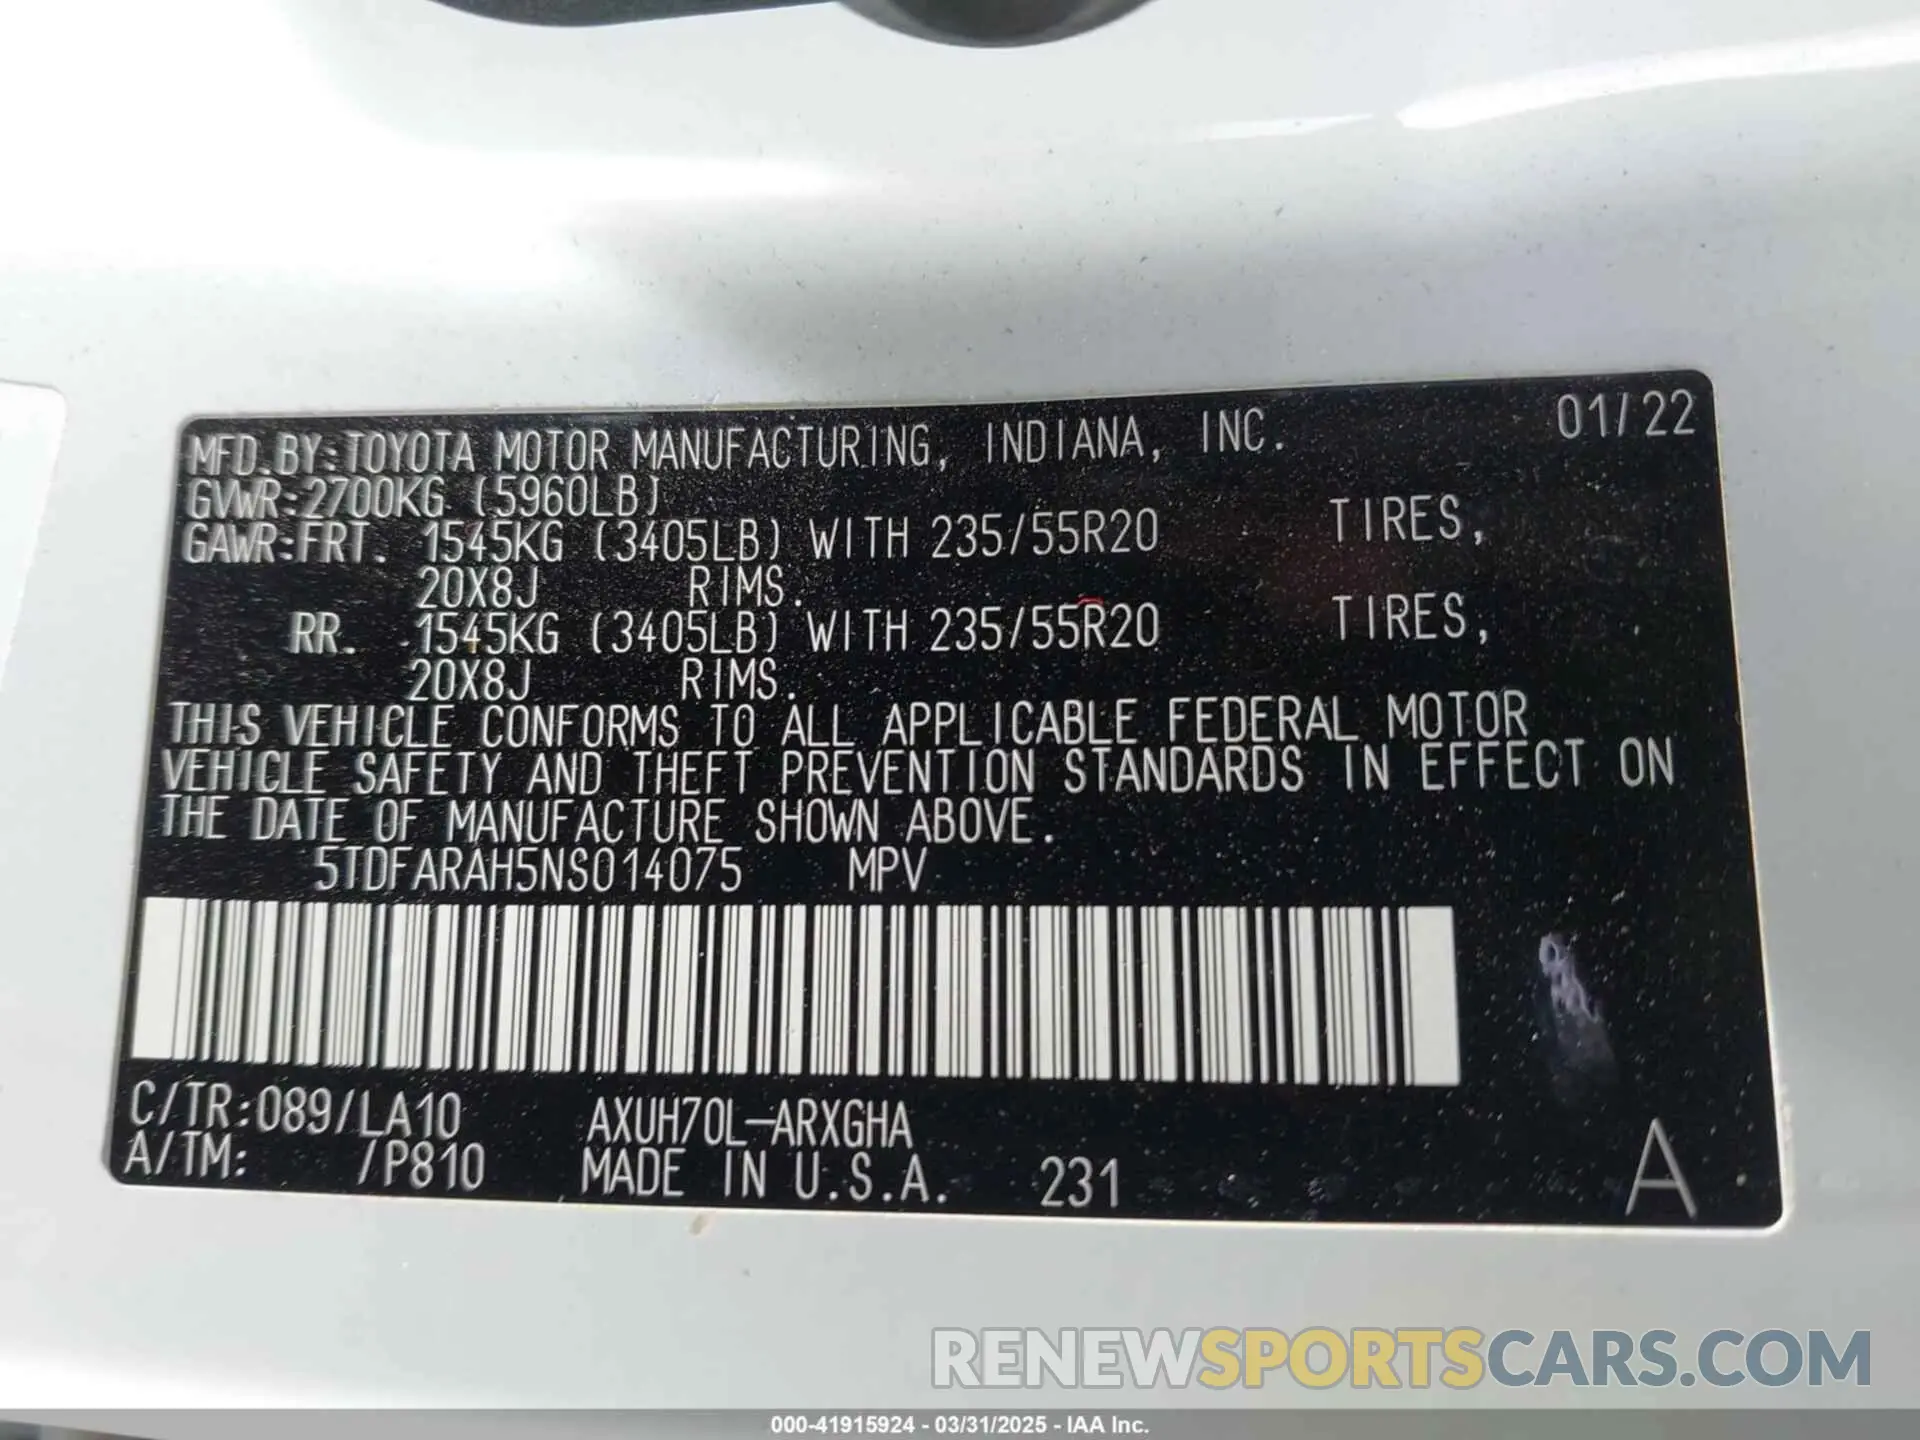 MFD.BY:TOYOTA MOTOR MANUFACTURING, INDIANA, INC. 01/22
GVWR:2700KG (5960LB)
GAWR:FRT. 1545KG (3405LB) WITH 235/55R20 TIRES,
20X8J RIMS.
RR. 1545KG (3405LB) WITH 235/55R20 TIRES,
20X8J RIMS.
THIS VEHICLE CONFORMS TO ALL APPLICABLE FEDERAL MOTOR
VEHICLE SAFETY AND THEFT PREVENTION STANDARDS IN EFFECT ON
THE DATE OF MANUFACTURE SHOWN ABOVE.
5TDFARAH5NS014075 MPV
C/TR:089/LA10 AXUH70L-ARXGHA
A/TM: /P810 MADE IN U.S.A. 231 A
RENEWSPORTSCARS.COM
000-41915924 - 03/31/2025 - IAA Inc.